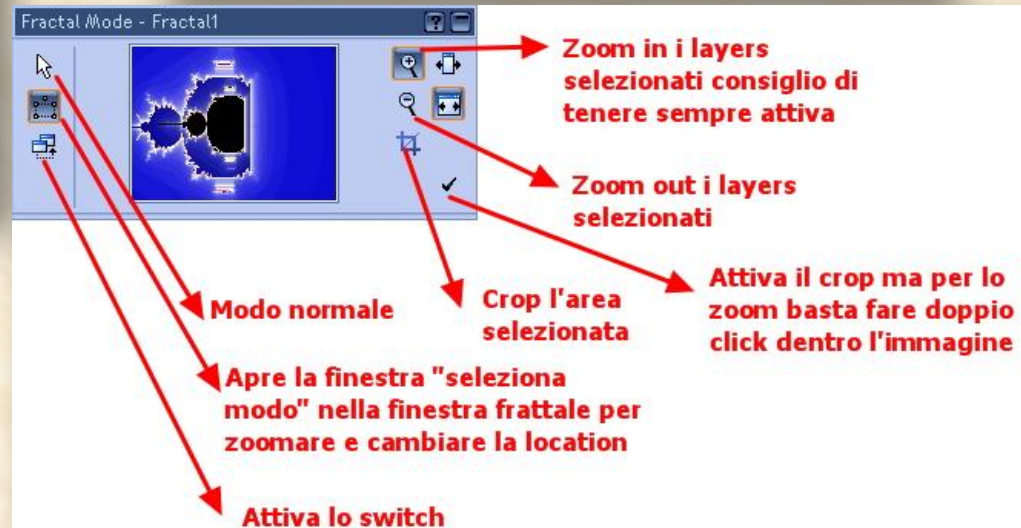 Fractal Mode - Fractal1
Zoom in i layers
selezionati consiglio di
tenere sempre attiva
Zoom out i layers
selezionati
Attiva il crop ma per lo
zoom basta fare doppio
click dentro l'immagine
Crop l'area
selezionata
Modo normale
Apre la finestra "seleziona
modo" nella finestra frattale per
zoomare e cambiare la location
Attiva lo switch